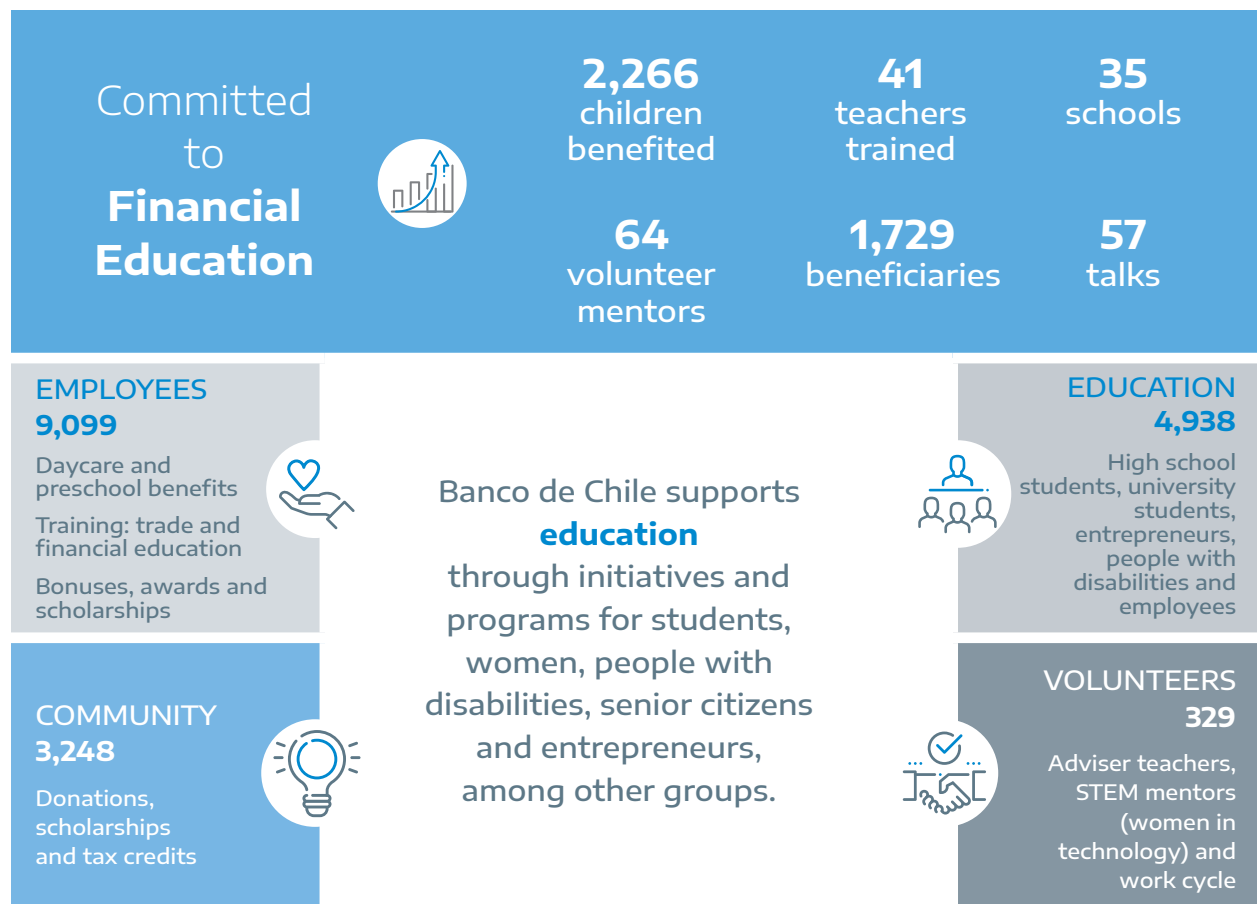 Committed
to
Financial
Education
2,266
children
benefited
41
teachers
trained
35
schools
64
volunteer
mentors
1,729
beneficiaries
57
talks
EMPLOYEES
9,099
Daycare and
preschool benefits
Training: trade and
financial education
Bonuses, awards and
scholarships
COMMUNITY
3,248
Donations,
scholarships
and tax credits
Banco de Chile supports
education
through initiatives and
programs for students,
women, people with
disabilities, senior citizens
and entrepreneurs,
among other groups.
EDUCATION
4,938
High school
students, university
students,
entrepreneurs,
people with
disabilities and
employees
VOLUNTEERS
329
Adviser teachers,
STEM mentors
(women in
technology) and
work cycle